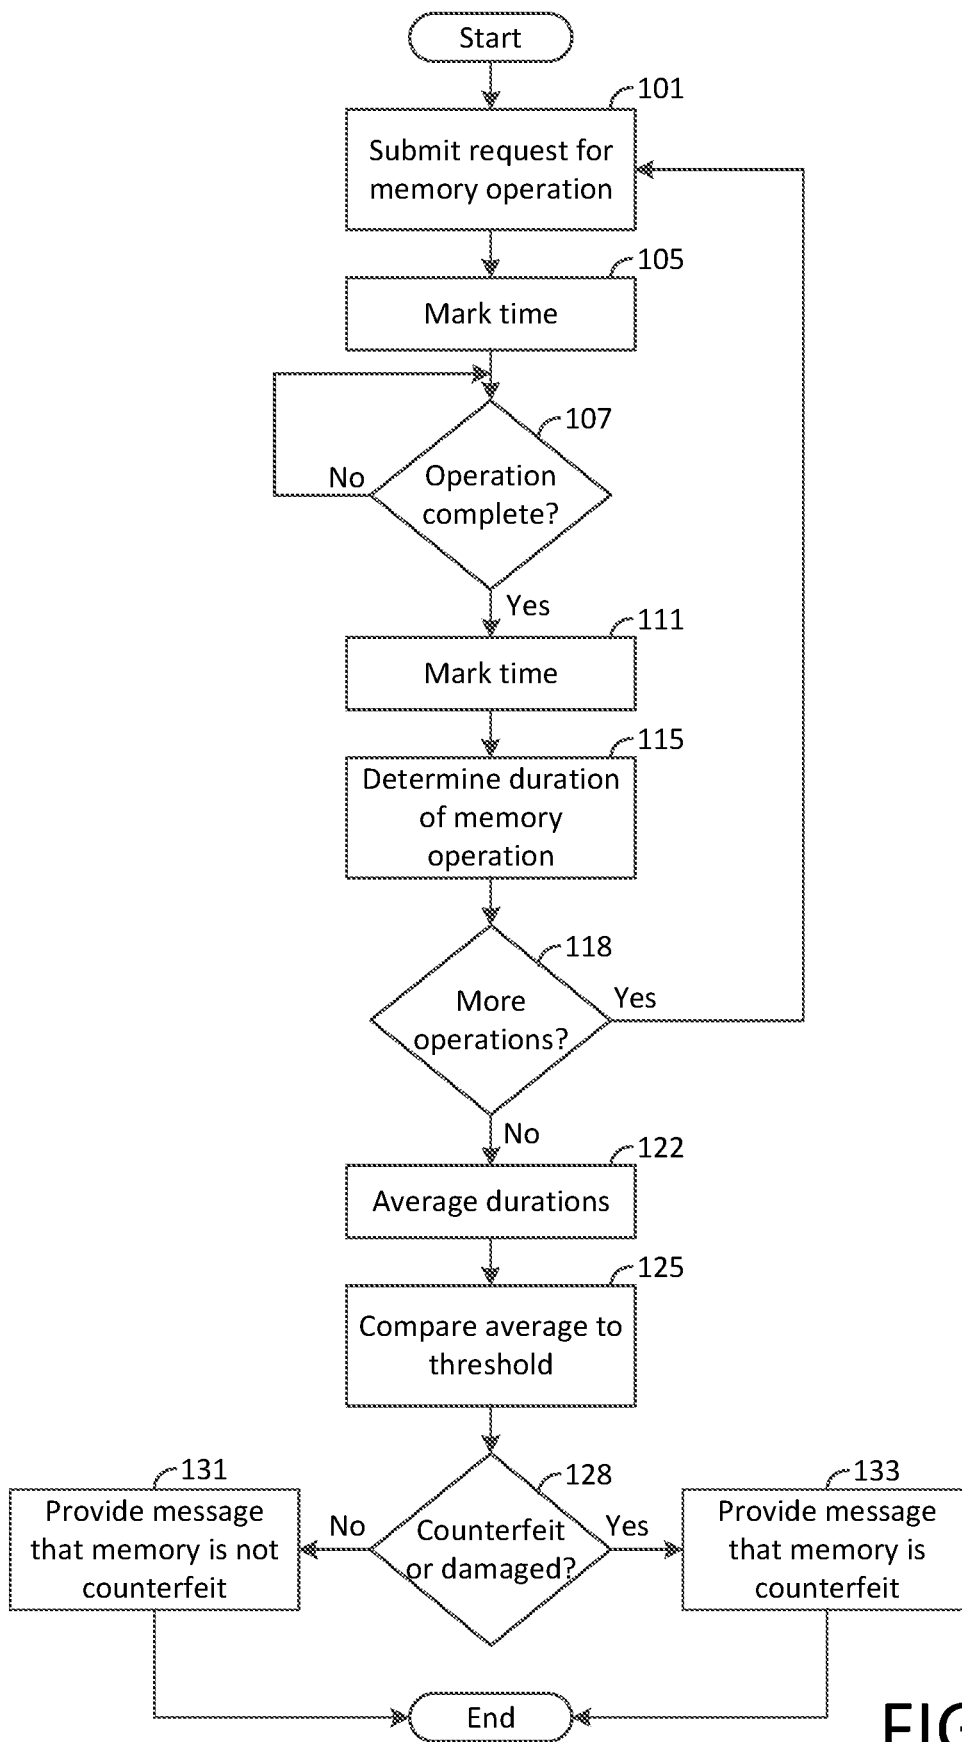 Start
101
Submit request for
memory operation
105
Mark time
107
Operation
complete?
No
Yes
111
Mark time
115
Determine duration
of memory
operation
118
More
operations?
Yes
No
122
Average durations
125
Compare average to
threshold
128
Counterfeit
or damaged?
No
Yes
131
Provide message
that memory is not
counterfeit
133
Provide message
that memory is
counterfeit
End
FIG